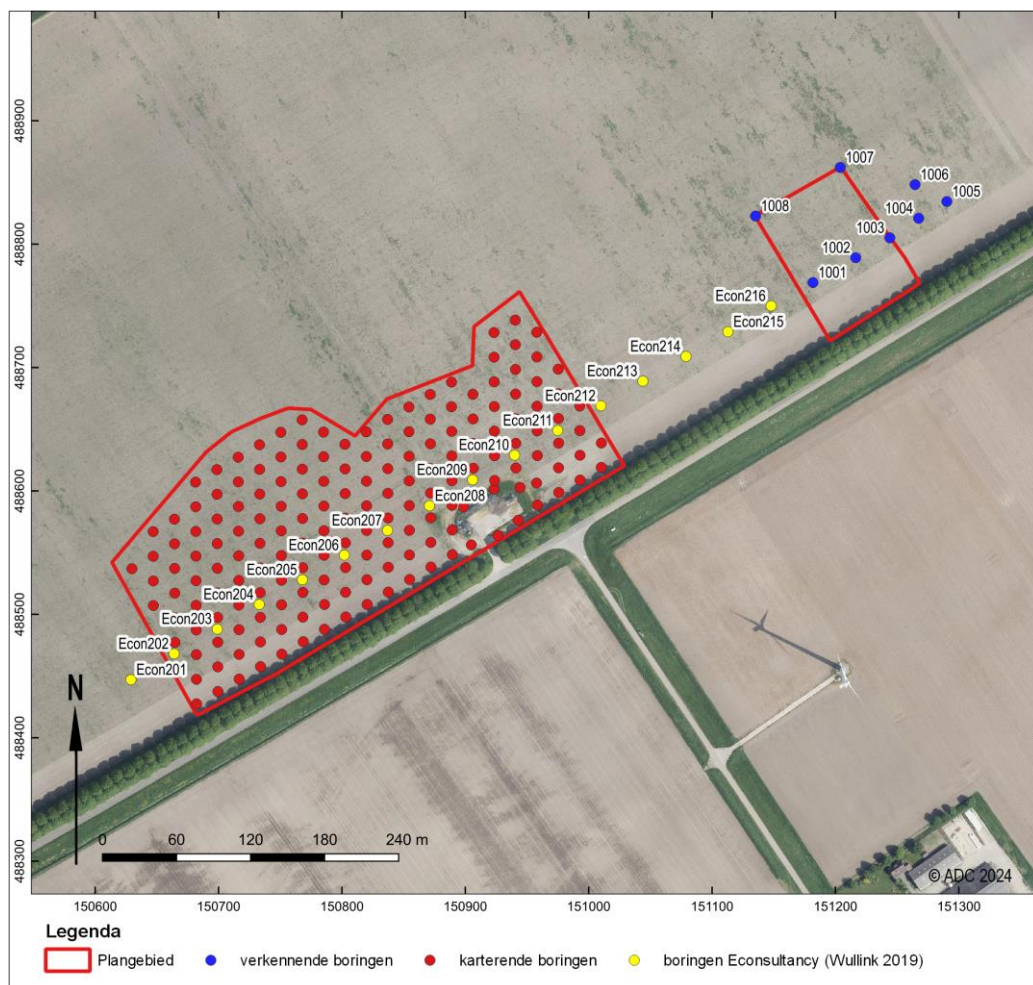 488900
488800
488700
488600
488500
488400
488300
1007
1006
1005
1008
1004
1003
1002
1001
Econ216
Econ215
Econ214
Econ213
Econ212
Econ211
Econ210
Econ209
Econ208
Econ207
Econ206
Econ205
Econ204
Econ203
Econ202
Econ201
N
0 60 120 180 240 m
© ADC 2024
150600 150700 150800 150900 151000 151100 151200 151300
Legenda
Plangebied verkennende boringen karterende boringen boringen Econsultancy (Wullink 2019)